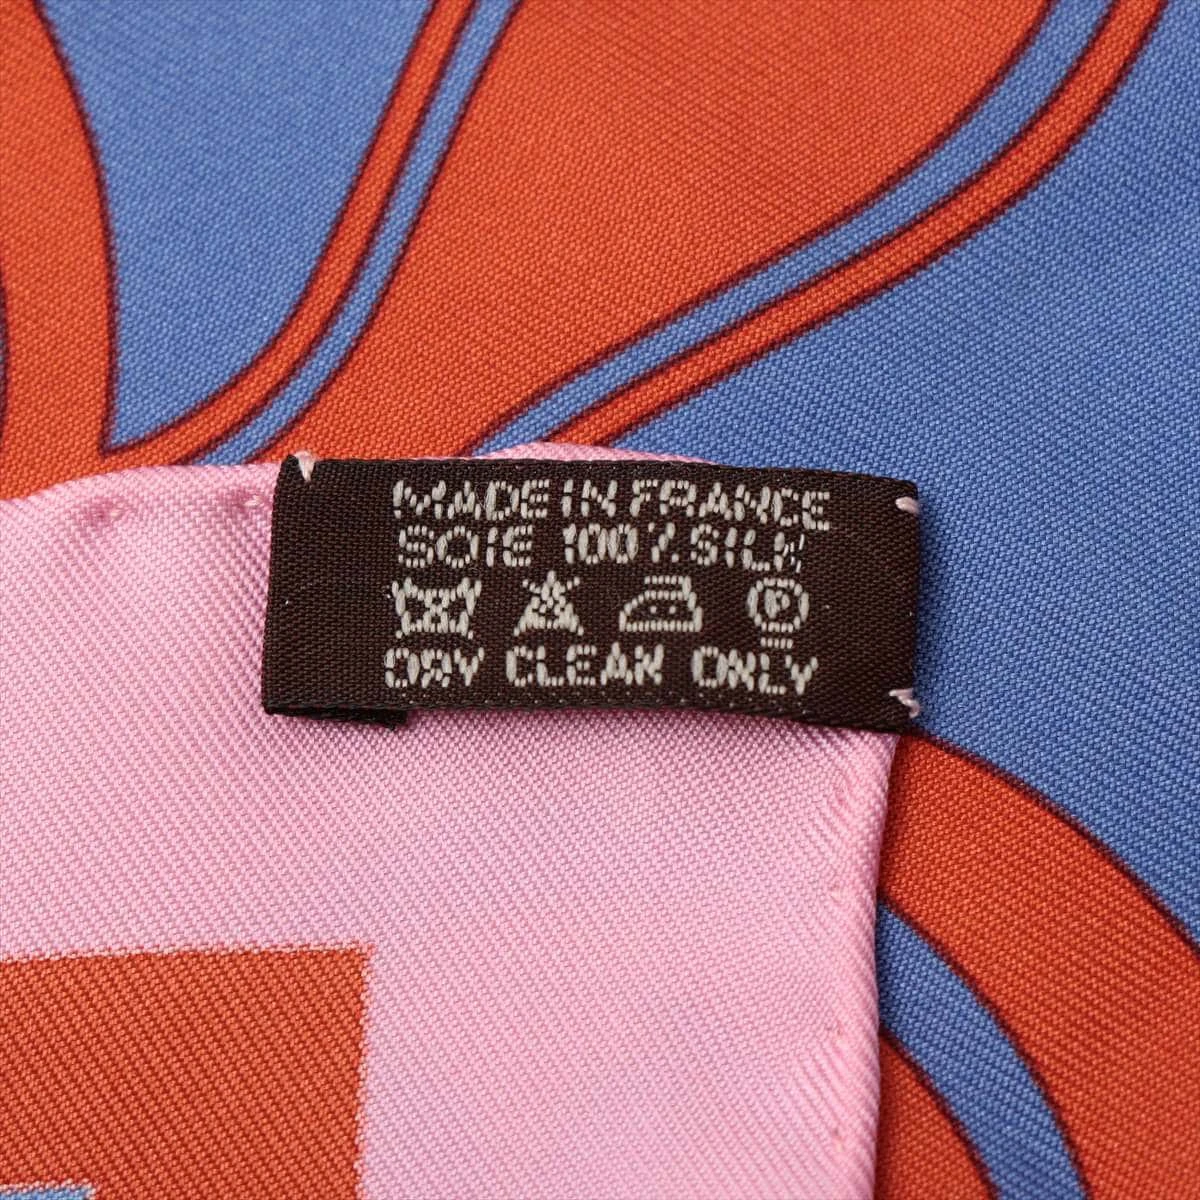 MADE IN FRANCE
SOIE 100% SILK
P
DRY CLEAN ONLY